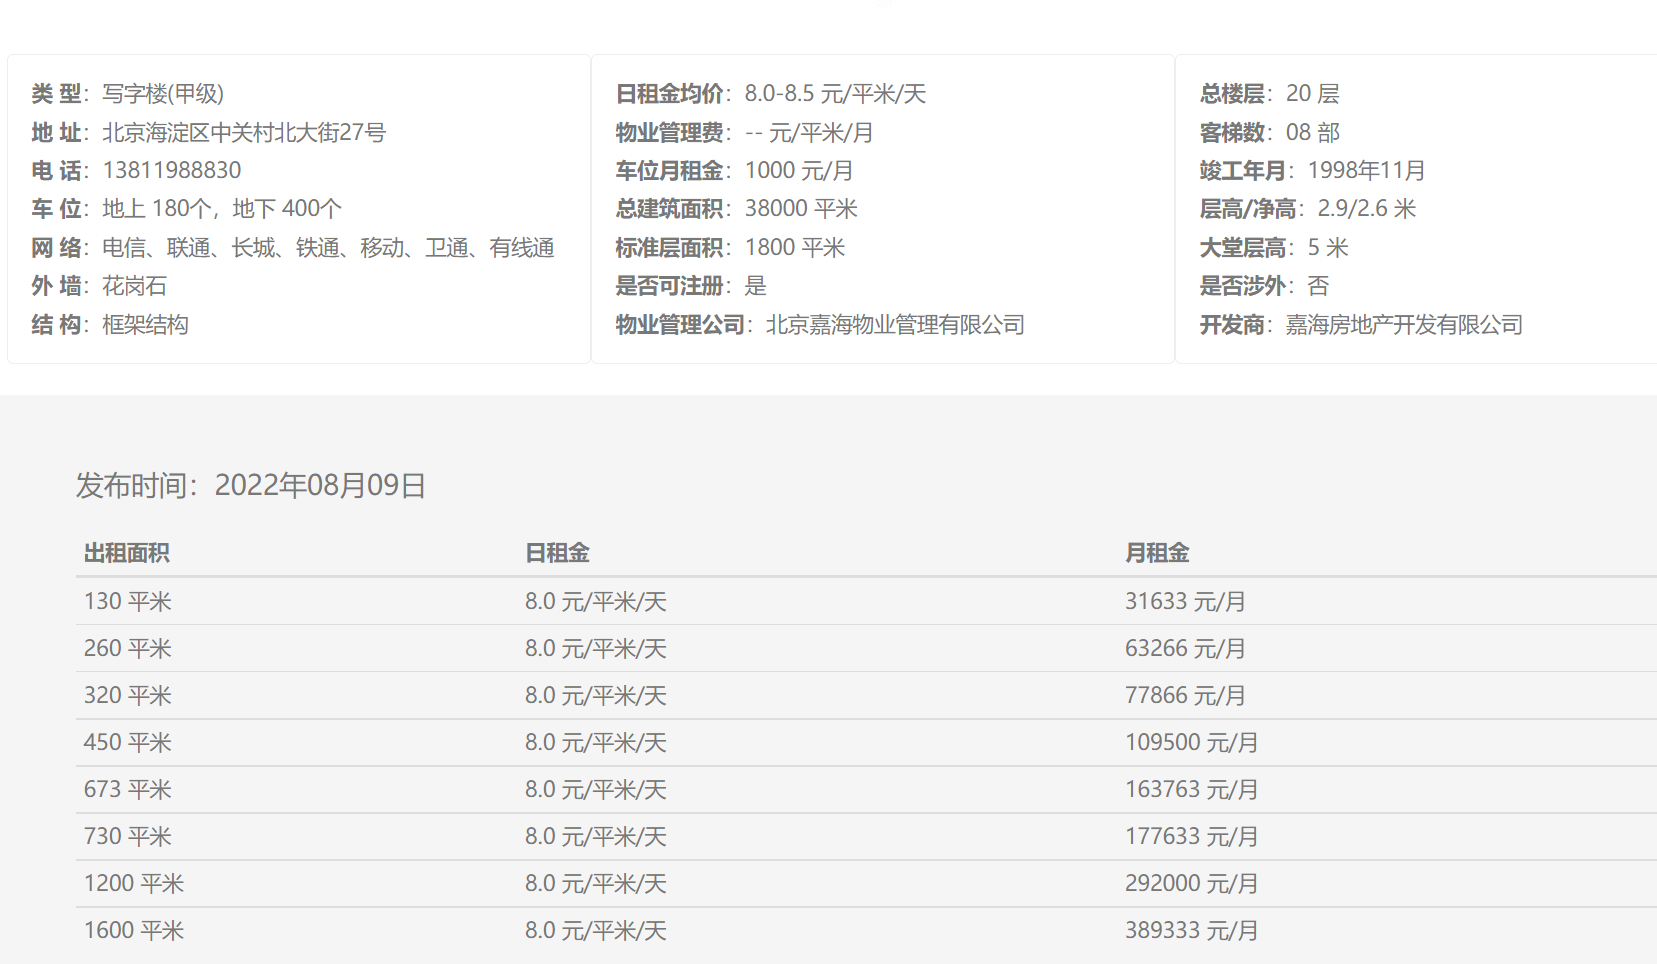 类 型：写字楼(甲级)
地 址：北京海淀区中关村北大街27号
电 话：13811988830
车 位：地上 180个，地下 400个
网 络：电信、联通、长城、铁通、移动、卫通、有线通
外 墙：花岗石
结 构：框架结构
日租金均价：8.0-8.5 元/平米/天
物业管理费：-- 元/平米/月
车位月租金：1000 元/月
总建筑面积：38000 平米
标准层面积：1800 平米
是否可注册：是
物业管理公司：北京嘉海物业管理有限公司
总楼层：20 层
客梯数：08 部
竣工年月：1998年11月
层高/净高：2.9/2.6 米
大堂层高：5 米
是否涉外：否
开发商：嘉海房地产开发有限公司
发布时间：2022年08月09日
出租面积 日租金 月租金
130 平米 8.0 元/平米/天 31633 元/月
260 平米 8.0 元/平米/天 63266 元/月
320 平米 8.0 元/平米/天 77866 元/月
450 平米 8.0 元/平米/天 109500 元/月
673 平米 8.0 元/平米/天 163763 元/月
730 平米 8.0 元/平米/天 177633 元/月
1200 平米 8.0 元/平米/天 292000 元/月
1600 平米 8.0 元/平米/天 389333 元/月